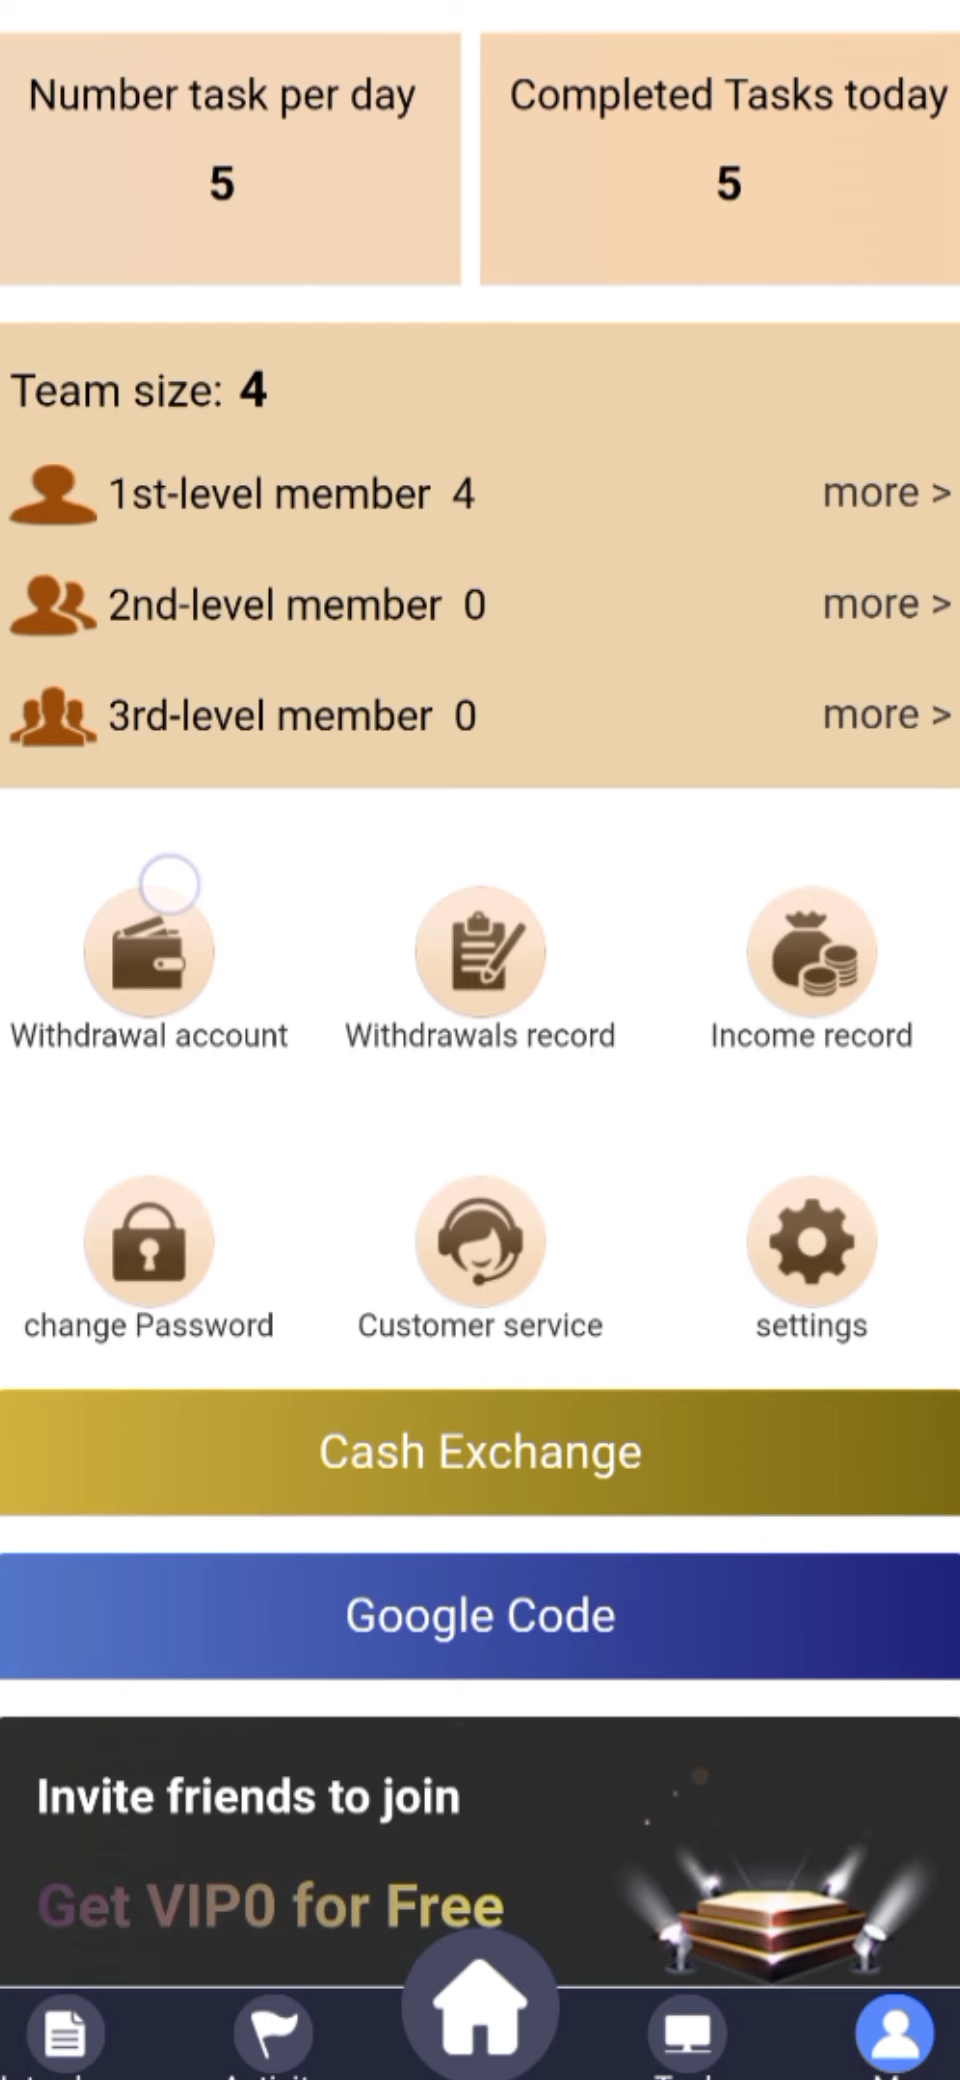 Number task per day
Completed Tasks today
5
5
Team size: 4
1st-level member 4
more >
2nd-level member 0
more >
3rd-level member 0
more >
Withdrawal account
Withdrawals record
Income record
change Password
Customer service
settings
Cash Exchange
Google Code
Invite friends to join
Get VIP0 for Free